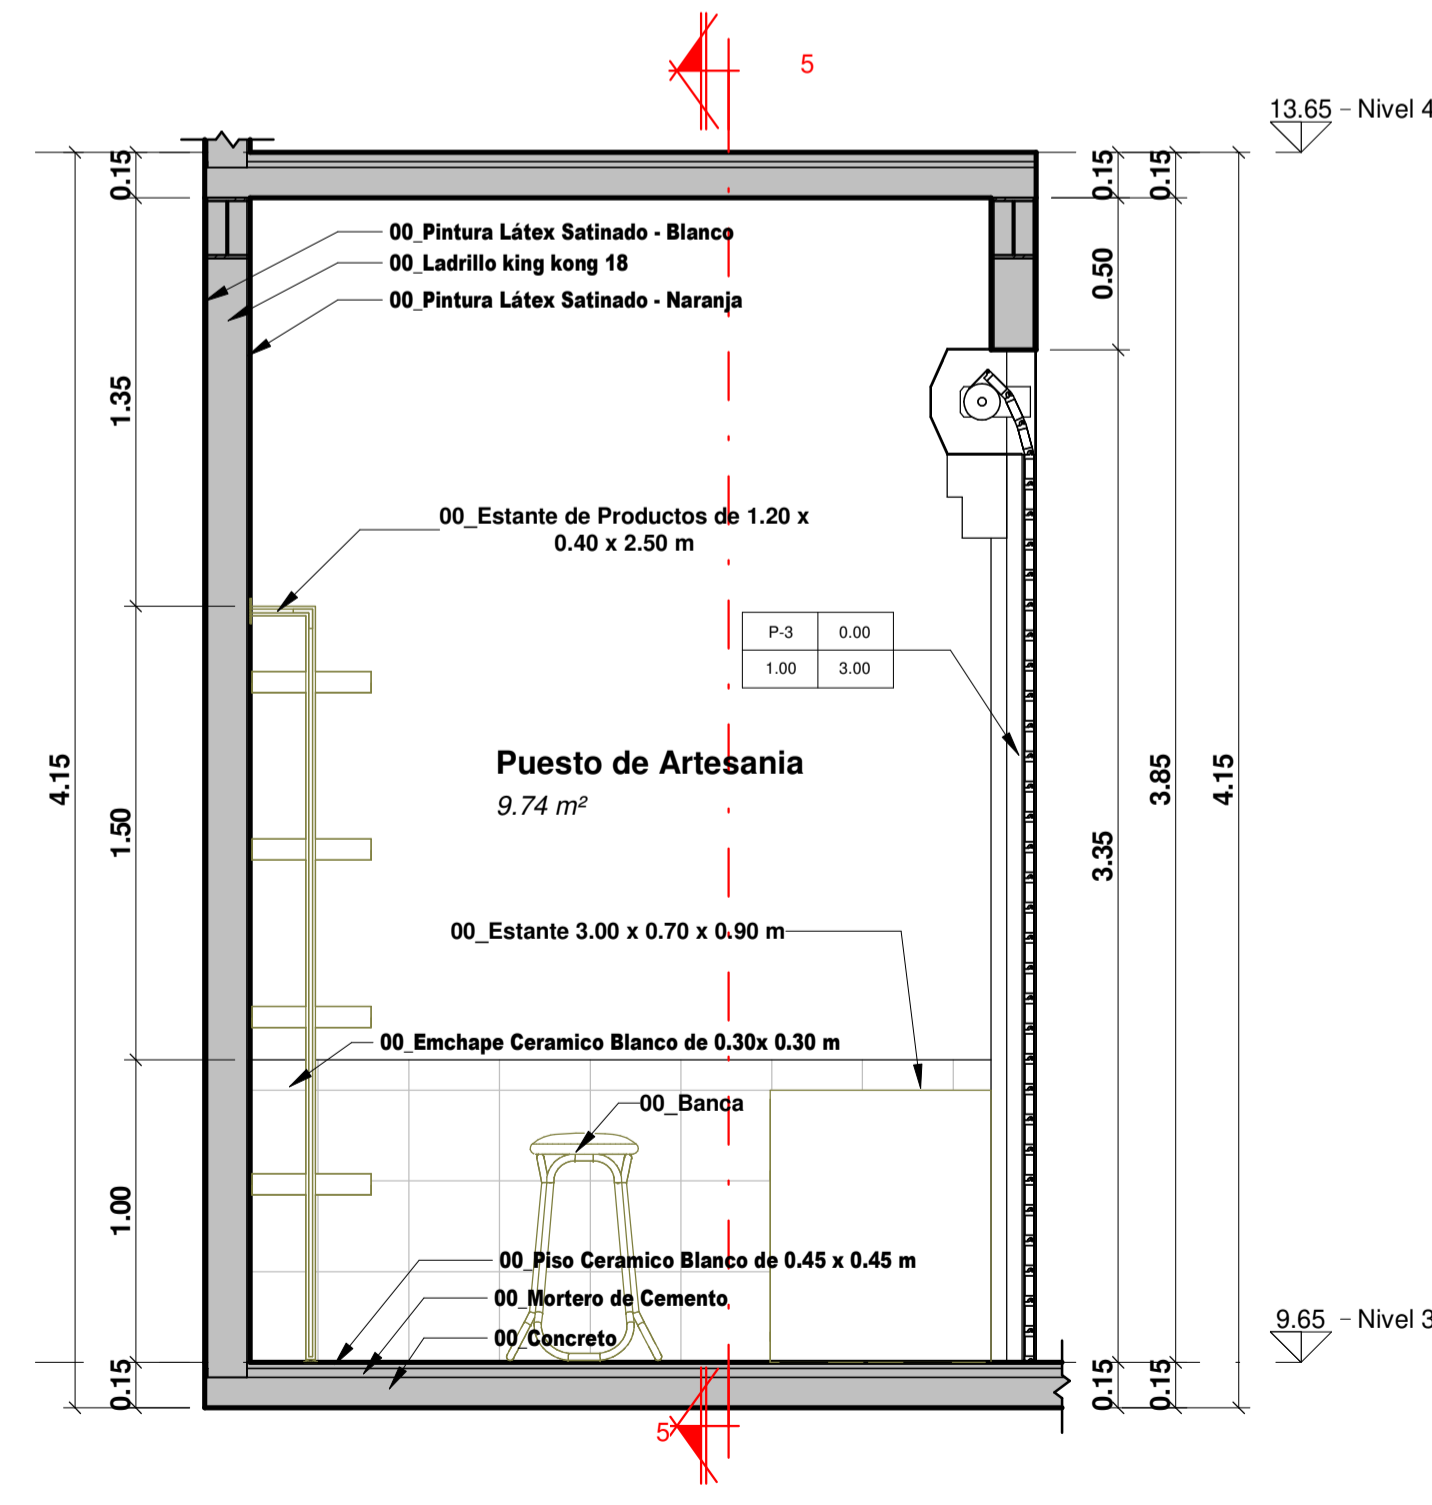 5
13.65 – Nivel 4
0.15
0.15
0.15
00_Pintura Látex Satinado - Blanco
00_Ladrillo king kong 18
00_Pintura Látex Satinado - Naranja
0.50
1.35
00_Estante de Productos de 1.20 x
0.40 x 2.50 m
P-3
0.00
1.00
3.00
Puesto de Artesania
9.74 m²
4.15
1.50
3.35
3.85
4.15
00_Estante 3.00 x 0.70 x 0.90 m
00_Emchape Ceramico Blanco de 0.30x 0.30 m
00_Banca
1.00
00_Piso Ceramico Blanco de 0.45 x 0.45 m
00_Mortero de Cemento
00_Concreto
9.65 – Nivel 3
0.15
0.15
0.15
5